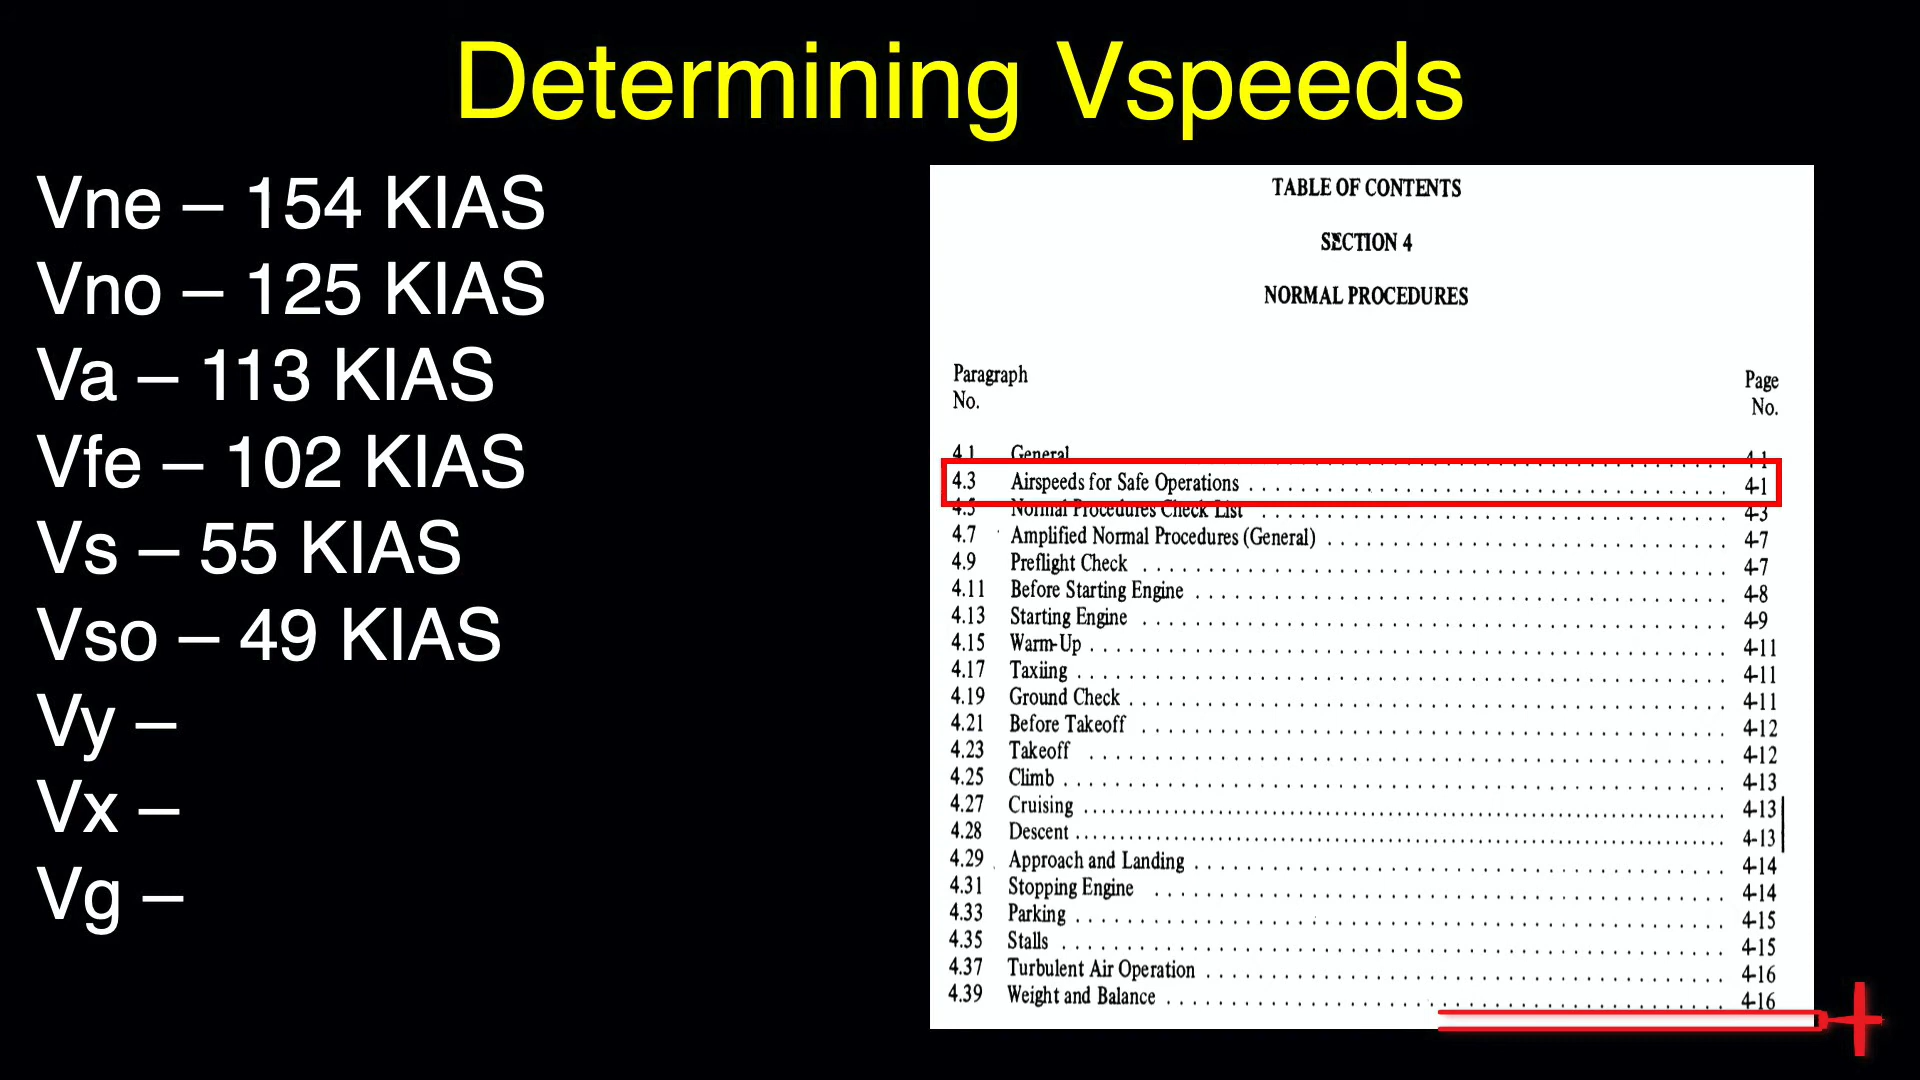 Determining Vspeeds
Vne – 154 KIAS
Vno – 125 KIAS
Va – 113 KIAS
Vfe – 102 KIAS
Vs – 55 KIAS
Vso – 49 KIAS
Vy –
Vx –
Vg –
TABLE OF CONTENTS
SECTION 4
NORMAL PROCEDURES
Paragraph No. Page No.
4.1 General 4-1
4.3 Airspeeds for Safe Operations 4-1
4.5 Normal Procedures Check List 4-3
4.7 Amplified Normal Procedures (General) 4-7
4.9 Preflight Check 4-7
4.11 Before Starting Engine 4-8
4.13 Starting Engine 4-9
4.15 Warm-Up 4-11
4.17 Taxiing 4-11
4.19 Ground Check 4-11
4.21 Before Takeoff 4-12
4.23 Takeoff 4-12
4.25 Climb 4-13
4.27 Cruising 4-13
4.28 Descent 4-13
4.29 Approach and Landing 4-14
4.31 Stopping Engine 4-14
4.33 Parking 4-15
4.35 Stalls 4-15
4.37 Turbulent Air Operation 4-16
4.39 Weight and Balance 4-16